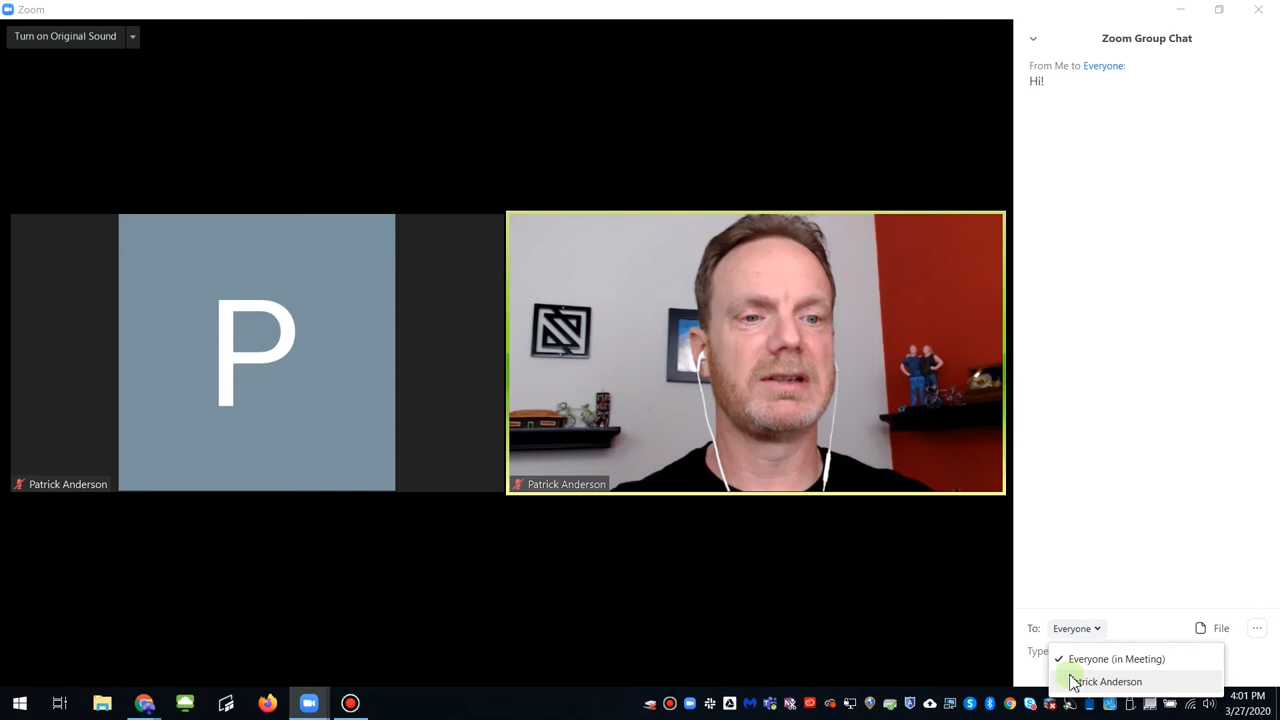 Zoom
Turn on Original Sound
Zoom Group Chat
From Me to Everyone:
Hi!
P
Patrick Anderson
Patrick Anderson
To: Everyone File ...
Type
Everyone (in Meeting)
trick Anderson
4:01 PM
3/27/2020